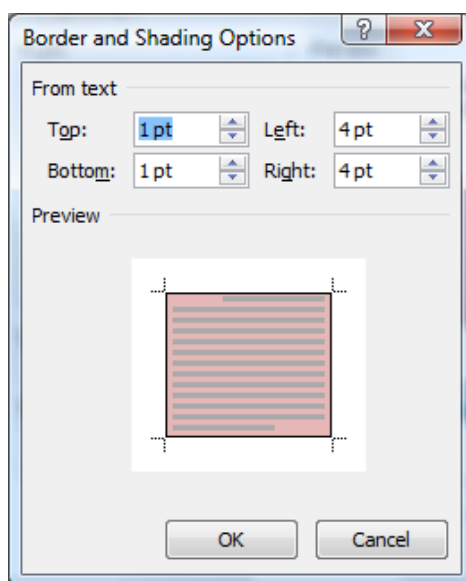 Border and Shading Options ? X
From text
Top: 1 pt Left: 4 pt
Bottom: 1 pt Right: 4 pt
Preview
OK Cancel